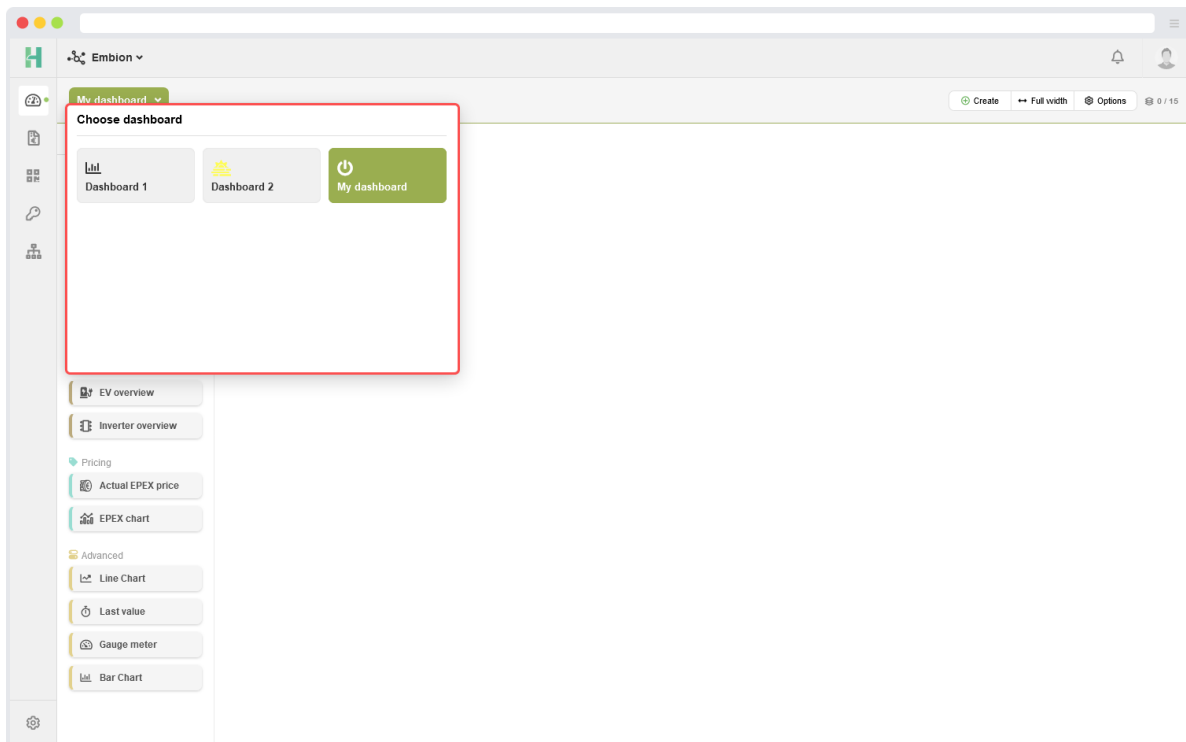 Embion
My dashboard
Create
Full width
Options
0 / 15
Choose dashboard
Dashboard 1
Dashboard 2
My dashboard
EV overview
Inverter overview
Pricing
Actual EPEX price
EPEX chart
Advanced
Line Chart
Last value
Gauge meter
Bar Chart